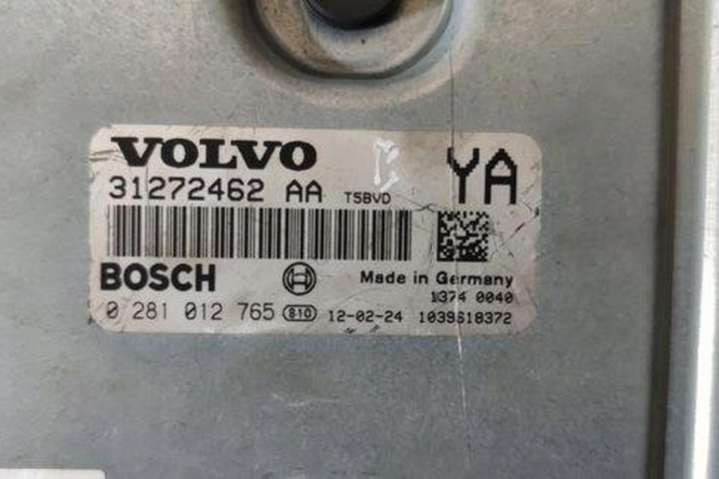 VOLVO YA
31272462 AA T5BVD
BOSCH Made in Germany
1374 0040
0 281 012 765 810 12-02-24 1039S18372